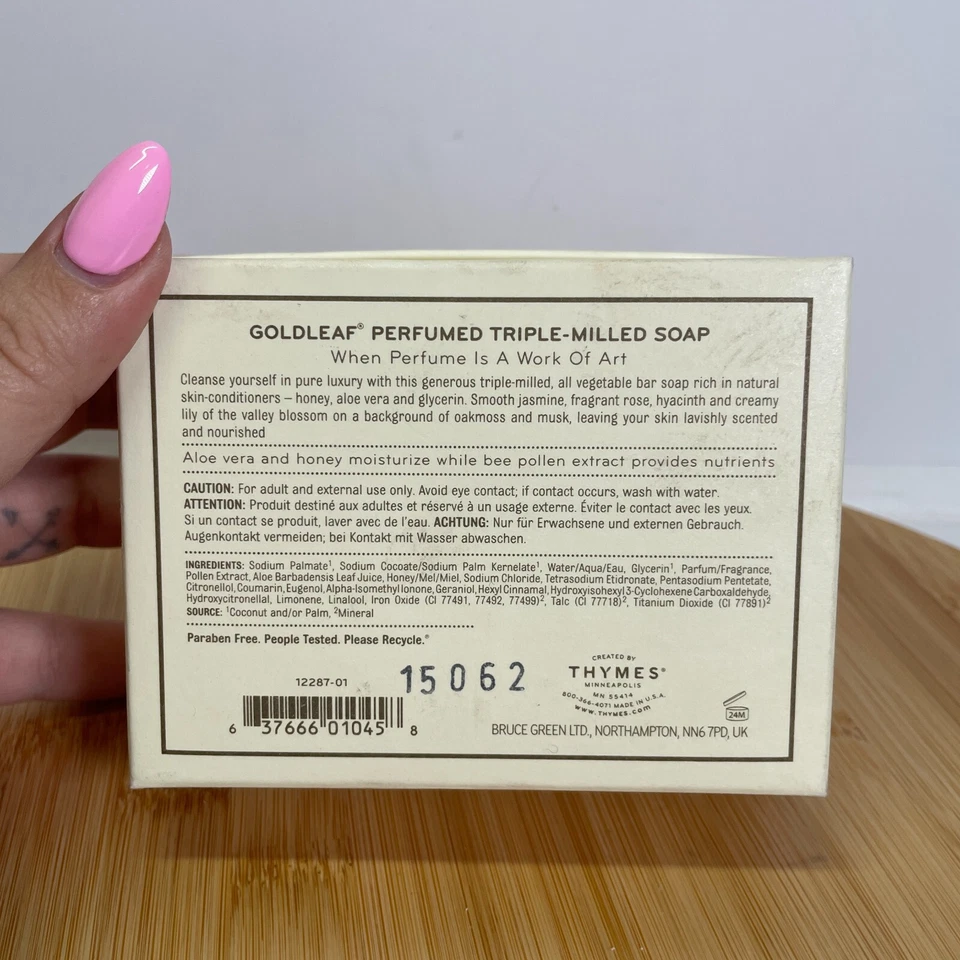 GOLDLEAF® PERFUMED TRIPLE-MILLED SOAP
When Perfume Is A Work Of Art
Cleanse yourself in pure luxury with this generous triple-milled, all vegetable bar soap rich in natural
skin-conditioners – honey, aloe vera and glycerin. Smooth jasmine, fragrant rose, hyacinth and creamy
lily of the valley blossom on a background of oakmoss and musk, leaving your skin lavishly scented
and nourished
Aloe vera and honey moisturize while bee pollen extract provides nutrients
CAUTION: For adult and external use only. Avoid eye contact; if contact occurs, wash with water.
ATTENTION: Produit destiné aux adultes et réservé à un usage externe. Éviter le contact avec les yeux.
Si un contact se produit, laver avec de l'eau. ACHTUNG: Nur für Erwachsene und externen Gebrauch.
Augenkontakt vermeiden; bei Kontakt mit Wasser abwaschen.
INGREDIENTS: Sodium Palmate¹, Sodium Cocoate/Sodium Palm Kernelate¹, Water/Aqua/Eau, Glycerin¹, Parfum/Fragrance,
Pollen Extract, Aloe Barbadensis Leaf Juice, Honey/Mel/Miel, Sodium Chloride, Tetrasodium Etidronate, Pentasodium Pentetate,
Citronellol, Coumarin, Eugenol, Alpha-Isomethyl Ionone, Geraniol, Hexyl Cinnamal, Hydroxyisohexyl 3-Cyclohexene Carboxaldehyde,
Hydroxycitronellal, Limonene, Linalool, Iron Oxide (CI 77491, 77492, 77499)², Talc (CI 77718)², Titanium Dioxide (CI 77891)²
SOURCE: ¹Coconut and/or Palm, ²Mineral
Paraben Free. People Tested. Please Recycle.®
12287-01
15062
6 37666 01045 8
CREATED BY
THYMES®
MINNEAPOLIS
MN 55414
800-366-4071 MADE IN U.S.A.
www.THYMES.com
24M
BRUCE GREEN LTD., NORTHAMPTON, NN6 7PD, UK